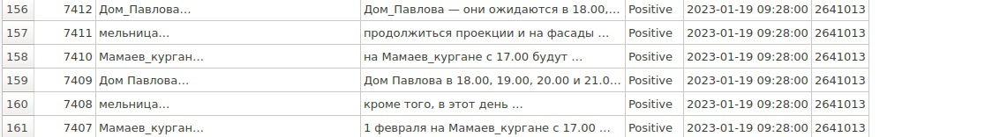 156 7412 Дом_Павлова... Дом_Павлова — они ожидаются в 18.00,... Positive 2023-01-19 09:28:00 2641013
157 7411 мельница... продолжиться проекции и на фасады ... Positive 2023-01-19 09:28:00 2641013
158 7410 Мамаев_курган... на Мамаев_кургане с 17.00 будут ... Positive 2023-01-19 09:28:00 2641013
159 7409 Дом Павлова... Дом Павлова в 18.00, 19.00, 20.00 и 21.0... Positive 2023-01-19 09:28:00 2641013
160 7408 мельница... кроме того, в этот день ... Positive 2023-01-19 09:28:00 2641013
161 7407 Мамаев_курган... 1 февраля на Мамаев_кургане с 17.00 ... Positive 2023-01-19 09:28:00 2641013